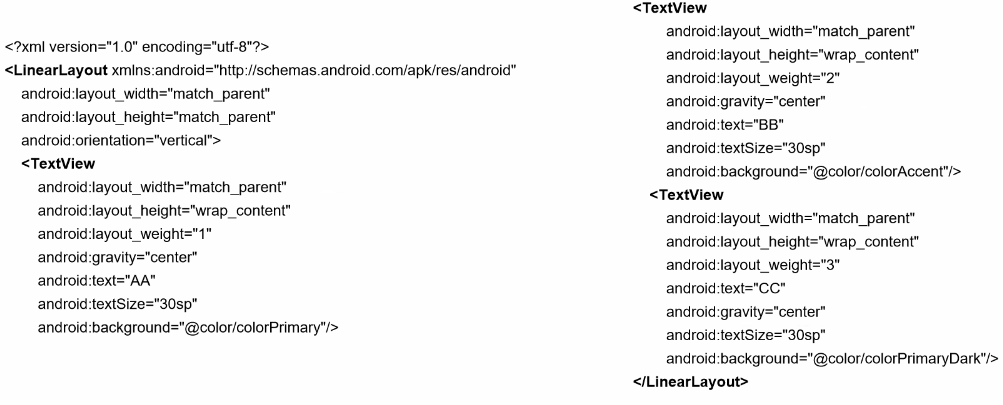 <?xml version="1.0" encoding="utf-8"?>
<LinearLayout xmlns:android="http://schemas.android.com/apk/res/android"
android:layout_width="match_parent"
android:layout_height="match_parent"
android:orientation="vertical">
<TextView
android:layout_width="match_parent"
android:layout_height="wrap_content"
android:layout_weight="1"
android:gravity="center"
android:text="AA"
android:textSize="30sp"
android:background="@color/colorPrimary"/>
<TextView
android:layout_width="match_parent"
android:layout_height="wrap_content"
android:layout_weight="2"
android:gravity="center"
android:text="BB"
android:textSize="30sp"
android:background="@color/colorAccent"/>
<TextView
android:layout_width="match_parent"
android:layout_height="wrap_content"
android:layout_weight="3"
android:text="CC"
android:gravity="center"
android:textSize="30sp"
android:background="@color/colorPrimaryDark"/>
</LinearLayout>